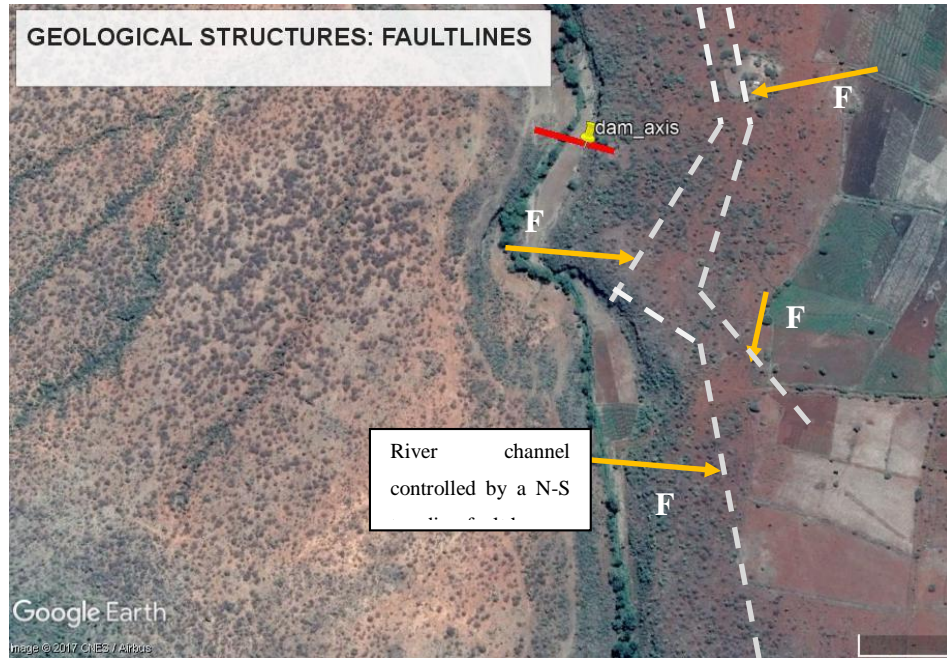 GEOLOGICAL STRUCTURES: FAULTLINES
F
dam_axis
F
F
River channel
controlled by a N-S
F
Google Earth
Image © 2017 CNES / Airbus